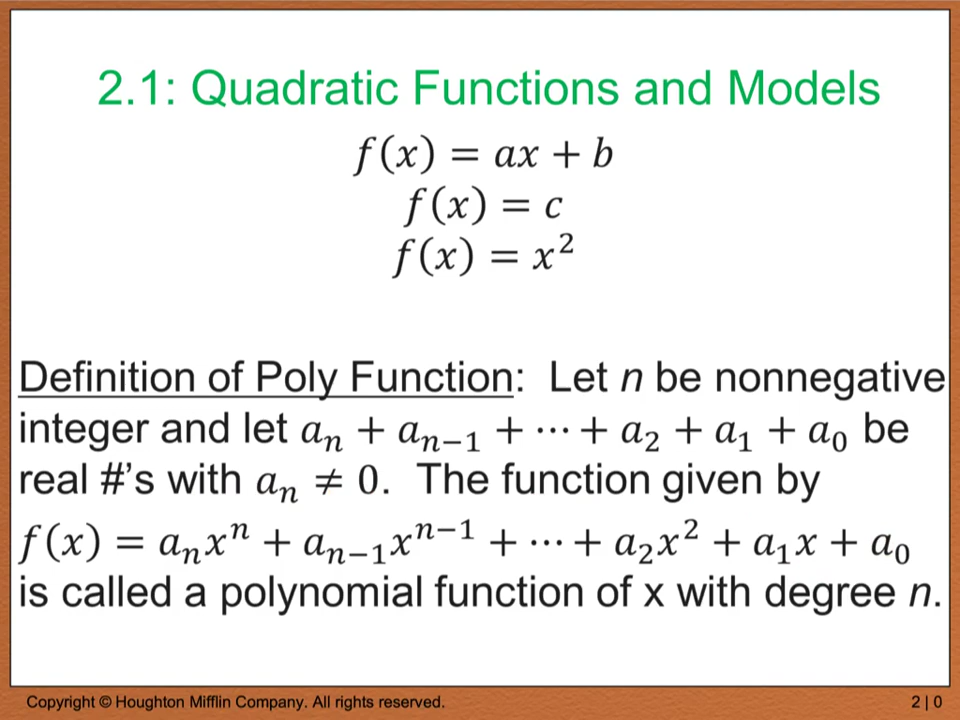 2.1: Quadratic Functions and Models
f(x) = ax + b
f(x) = c
f(x) = x²
Definition of Poly Function: Let n be nonnegative
integer and let aₙ + aₙ₋₁ + ⋯ + a₂ + a₁ + a₀ be
real #'s with aₙ ≠ 0. The function given by
f(x) = aₙxⁿ + aₙ₋₁xⁿ⁻¹ + ⋯ + a₂x² + a₁x + a₀
is called a polynomial function of x with degree n.
Copyright © Houghton Mifflin Company. All rights reserved.
2 | 0